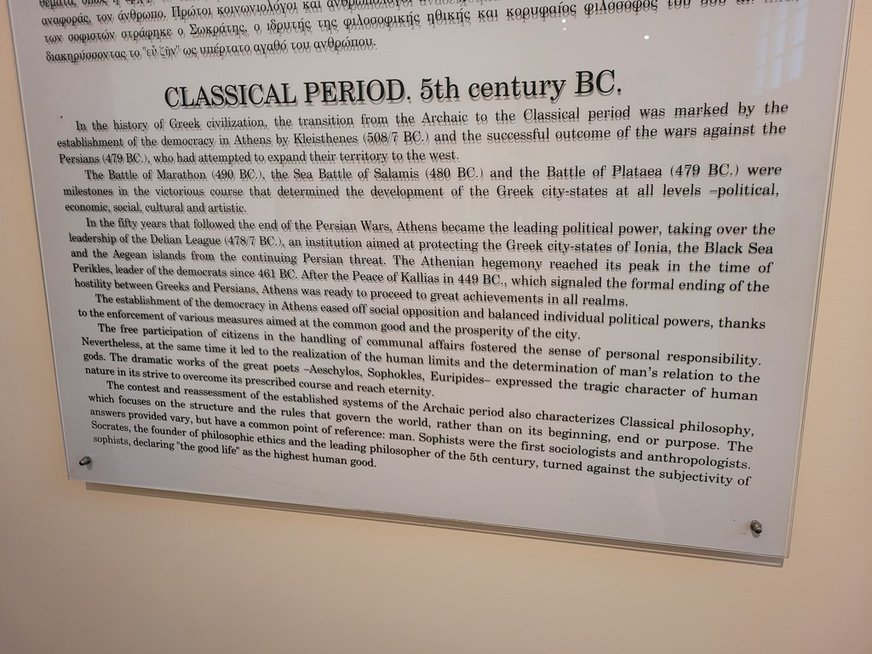 αναφοράς, τον άνθρωπο. Πρώτοι κοινωνιολόγοι και
των σοφιστών στράφηκε ο Σωκράτης, ο ιδρυτής της φιλοσοφικής ηθικής και κορυφαίος φιλόσοφος του
διακηρύσσοντας το "εὖ ζῆν" ως υπέρτατο αγαθό του ανθρώπου.
CLASSICAL PERIOD. 5th century BC.
In the history of Greek civilization, the transition from the Archaic to the Classical period was marked by the
establishment of the democracy in Athens by Kleisthenes (508/7 BC.) and the successful outcome of the wars against the
Persians (479 BC.), who had attempted to expand their territory to the west.
The Battle of Marathon (490 BC.), the Sea Battle of Salamis (480 BC.) and the Battle of Plataea (479 BC.) were
milestones in the victorious course that determined the development of the Greek city-states at all levels –political,
economic, social, cultural and artistic.
In the fifty years that followed the end of the Persian Wars, Athens became the leading political power, taking over the
leadership of the Delian League (478/7 BC.), an institution aimed at protecting the Greek city-states of Ionia, the Black Sea
and the Aegean islands from the continuing Persian threat. The Athenian hegemony reached its peak in the time of
Perikles, leader of the democrats since 461 BC. After the Peace of Kallias in 449 BC., which signaled the formal ending of the
hostility between Greeks and Persians, Athens was ready to proceed to great achievements in all realms.
The establishment of the democracy in Athens eased off social opposition and balanced individual political powers, thanks
to the enforcement of various measures aimed at the common good and the prosperity of the city.
The free participation of citizens in the handling of communal affairs fostered the sense of personal responsibility.
Nevertheless, at the same time it led to the realization of the human limits and the determination of man's relation to the
gods. The dramatic works of the great poets –Aeschylos, Sophokles, Euripides– expressed the tragic character of human
nature in its strive to overcome its prescribed course and reach eternity.
The contest and reassessment of the established systems of the Archaic period also characterizes Classical philosophy,
which focuses on the structure and the rules that govern the world, rather than on its beginning, end or purpose. The
answers provided vary, but have a common point of reference: man. Sophists were the first sociologists and anthropologists.
Socrates, the founder of philosophic ethics and the leading philosopher of the 5th century, turned against the subjectivity of
sophists, declaring "the good life" as the highest human good.